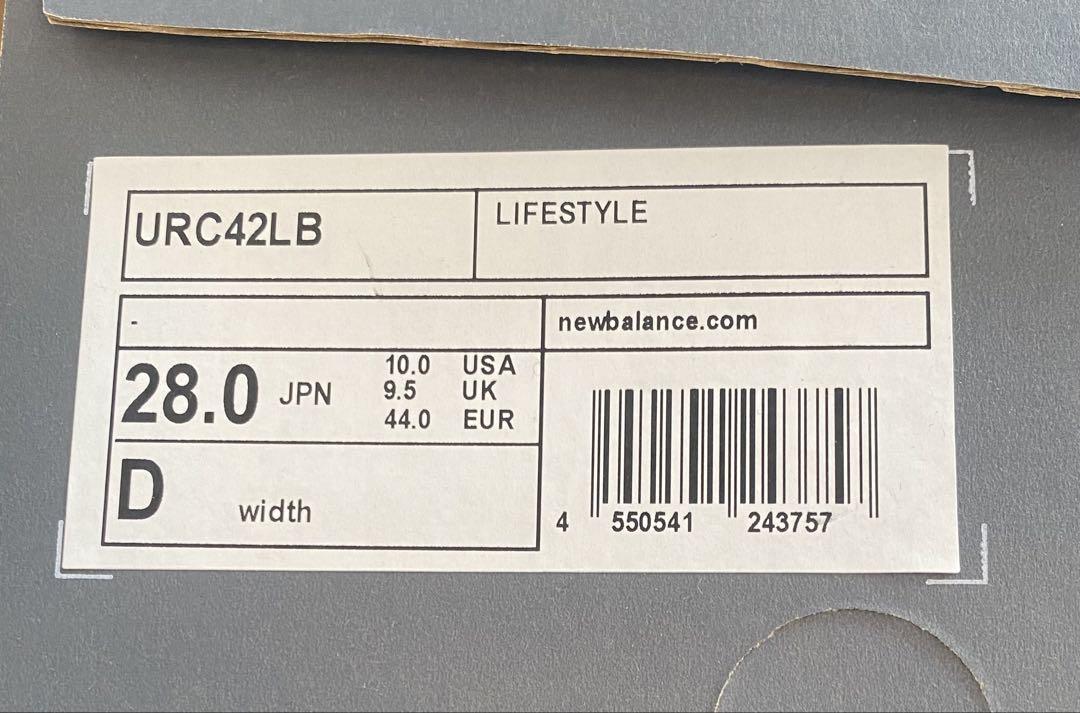 URC42LB
LIFESTYLE
-
newbalance.com
28.0 JPN
10.0 USA
9.5 UK
44.0 EUR
D width
4 550541 243757